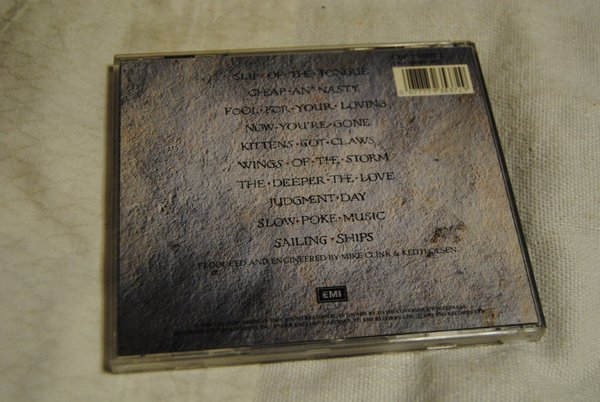 SLIP·OF·THE·TONGUE
CHEAP·AN'·NASTY
FOOL·FOR·YOUR·LOVING
NOW·YOU'RE·GONE
KITTENS·GOT·CLAWS
WINGS·OF·THE·STORM
THE·DEEPER·THE·LOVE
JUDGMENT·DAY
SLOW·POKE·MUSIC
SAILING·SHIPS
PRODUCED AND ENGINEERED BY·MIKE CLINK & KEITH OLSEN
EMI